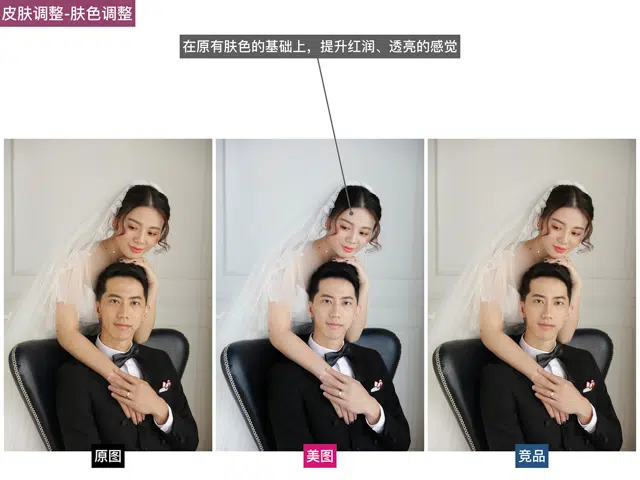 皮肤调整-肤色调整
在原有肤色的基础上，提升红润、透亮的感觉
原图
美图
竞品